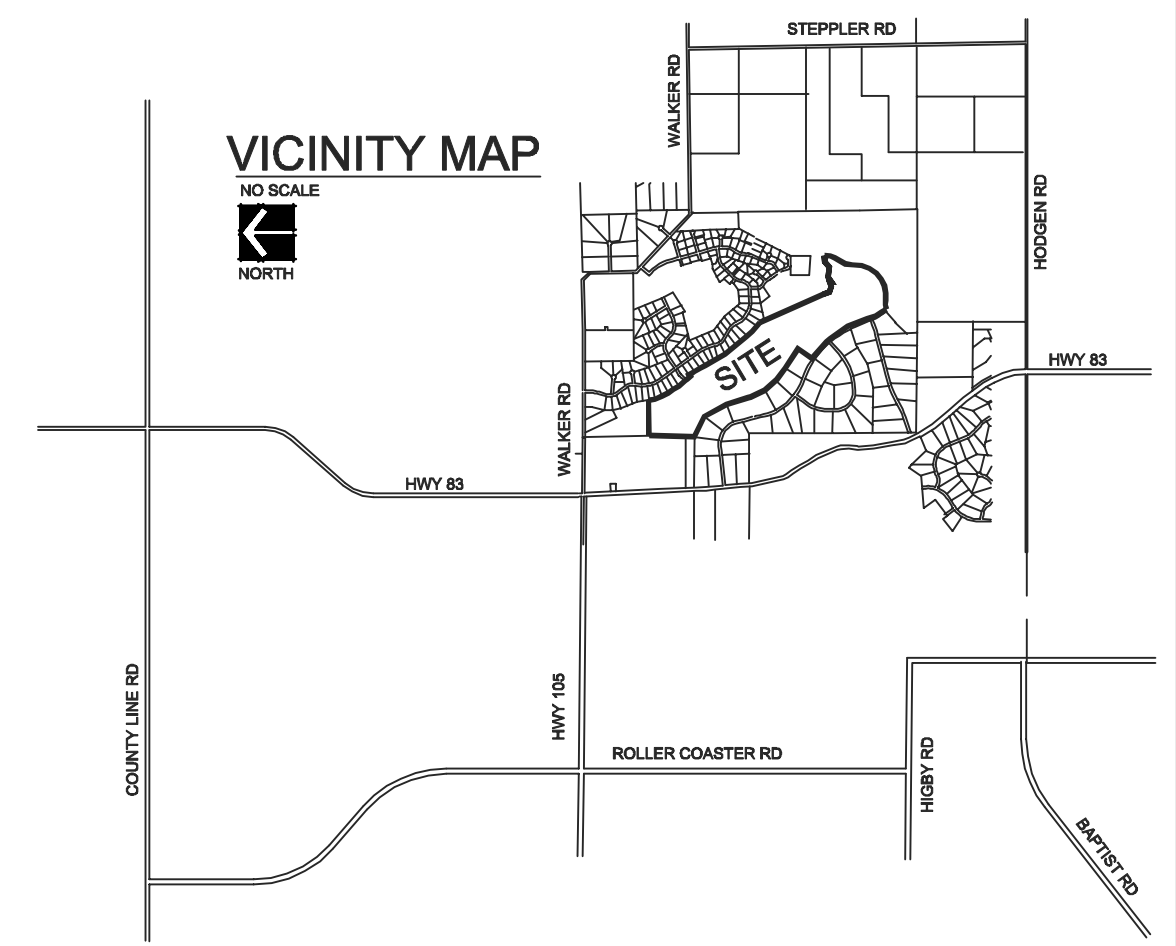 STEPPLER RD
WALKER RD
VICINITY MAP
NO SCALE
NORTH
HODGEN RD
SITE
HWY 83
WALKER RD
HWY 83
COUNTY LINE RD
HWY 105
ROLLER COASTER RD
HIGBY RD
BAPTIST RD